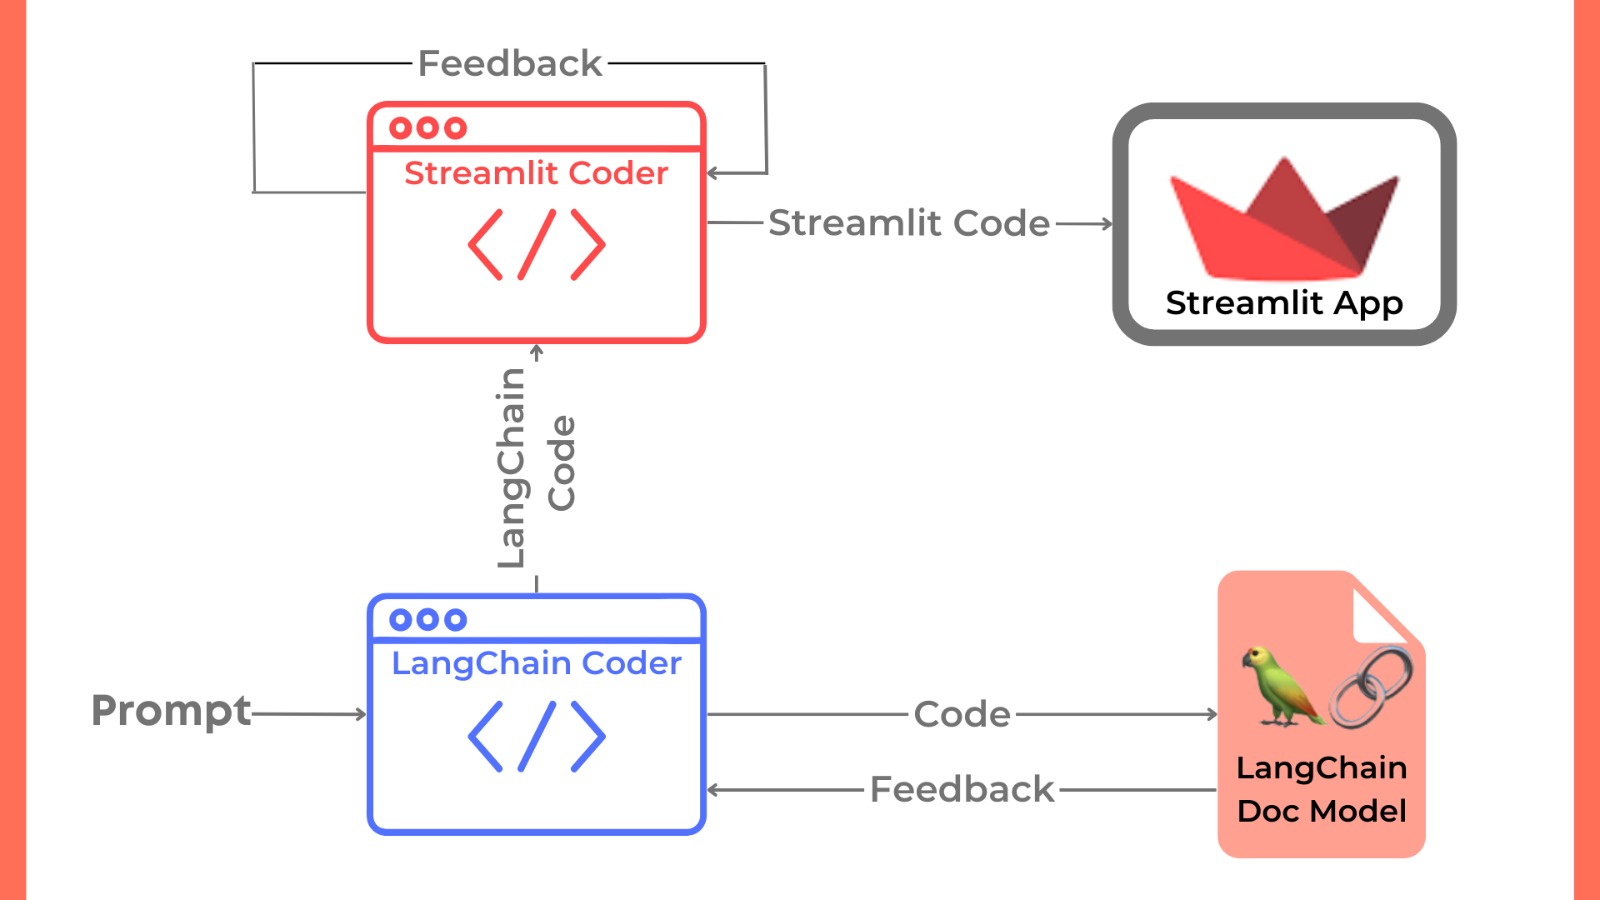 Feedback
Streamlit Coder
</>
Streamlit Code
Streamlit App
LangChain
Code
LangChain Coder
</>
Prompt
Code
Feedback
LangChain
Doc Model